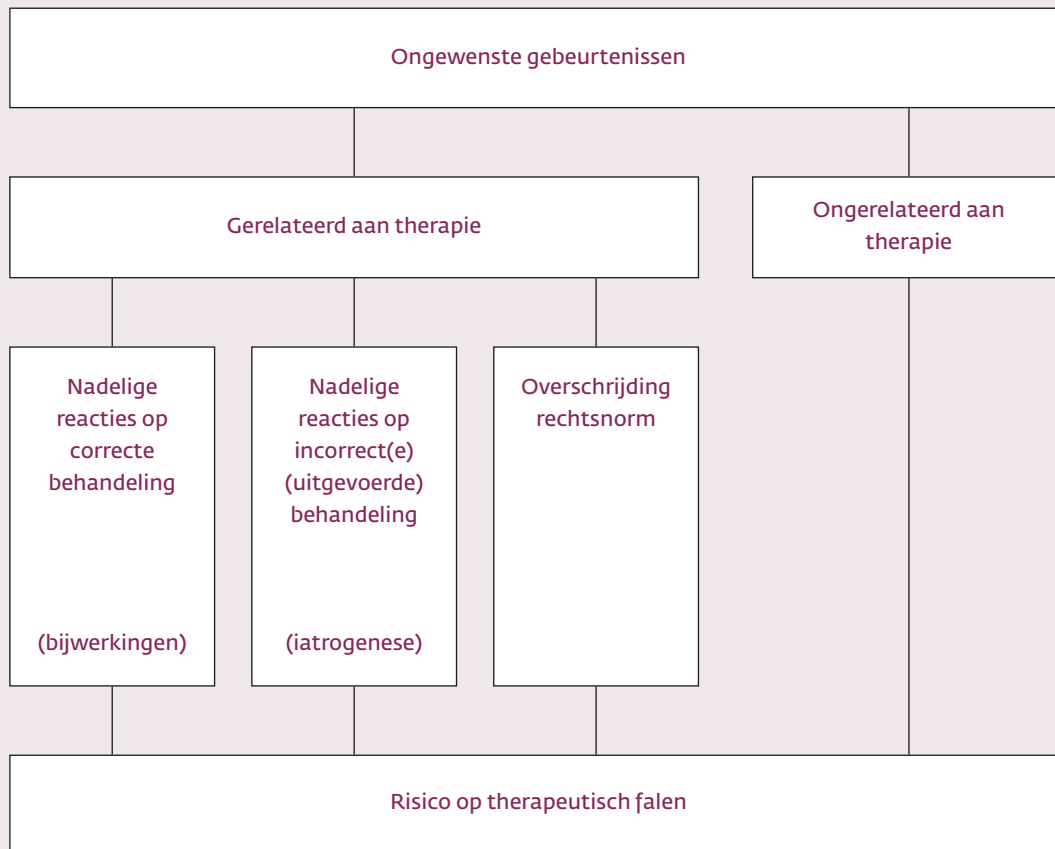 Ongewenste gebeurtenissen
Gerelateerd aan therapie
Ongerelateerd aan
therapie
Nadelige
reacties op
correcte
behandeling
(bijwerkingen)
Nadelige
reacties op
incorrect(e)
(uitgevoerde)
behandeling
(iatrogenese)
Overschrijding
rechtsnorm
Risico op therapeutisch falen